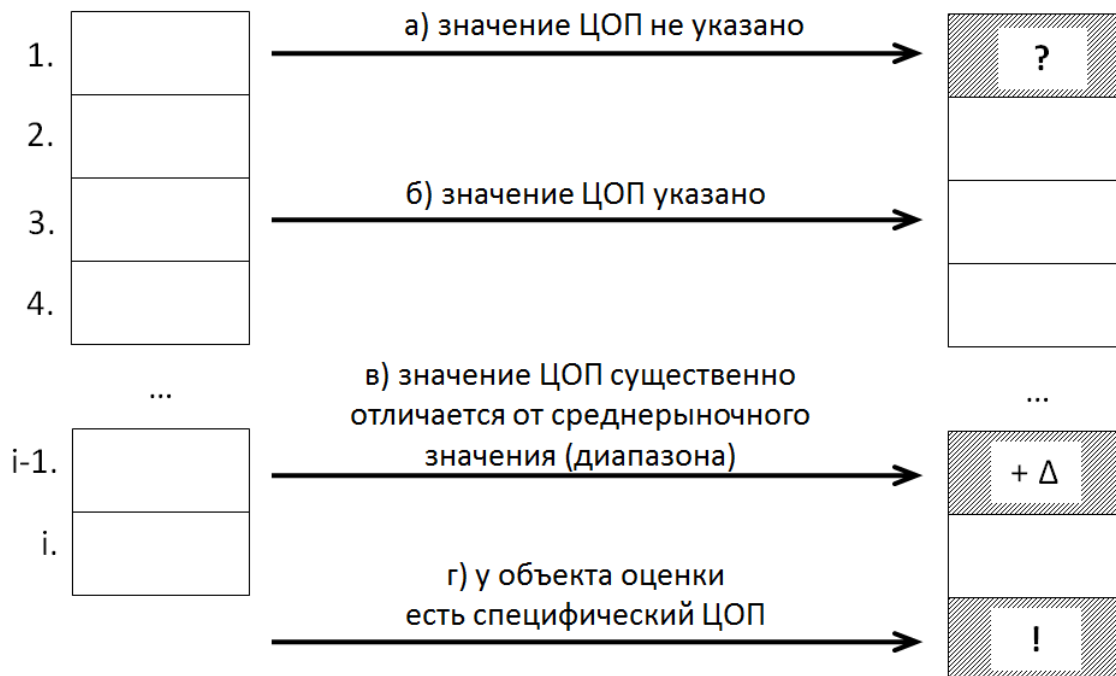 а) значение ЦОП не указано
1.
?
2.
б) значение ЦОП указано
3.
4.
...
в) значение ЦОП существенно
отличается от среднерыночного
значения (диапазона)
...
i-1.
+ Δ
i.
г) у объекта оценки
есть специфический ЦОП
!